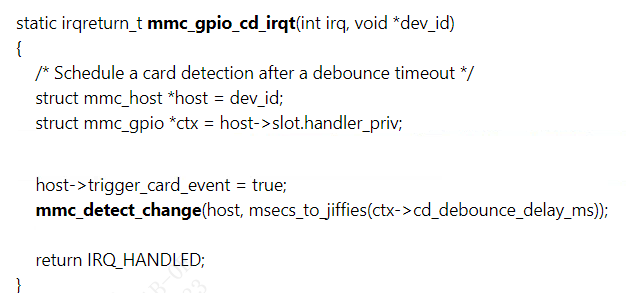 static irqreturn_t mmc_gpio_cd_irqt(int irq, void *dev_id)
{
/* Schedule a card detection after a debounce timeout */
struct mmc_host *host = dev_id;
struct mmc_gpio *ctx = host->slot.handler_priv;
host->trigger_card_event = true;
mmc_detect_change(host, msecs_to_jiffies(ctx->cd_debounce_delay_ms));
return IRQ_HANDLED;
}